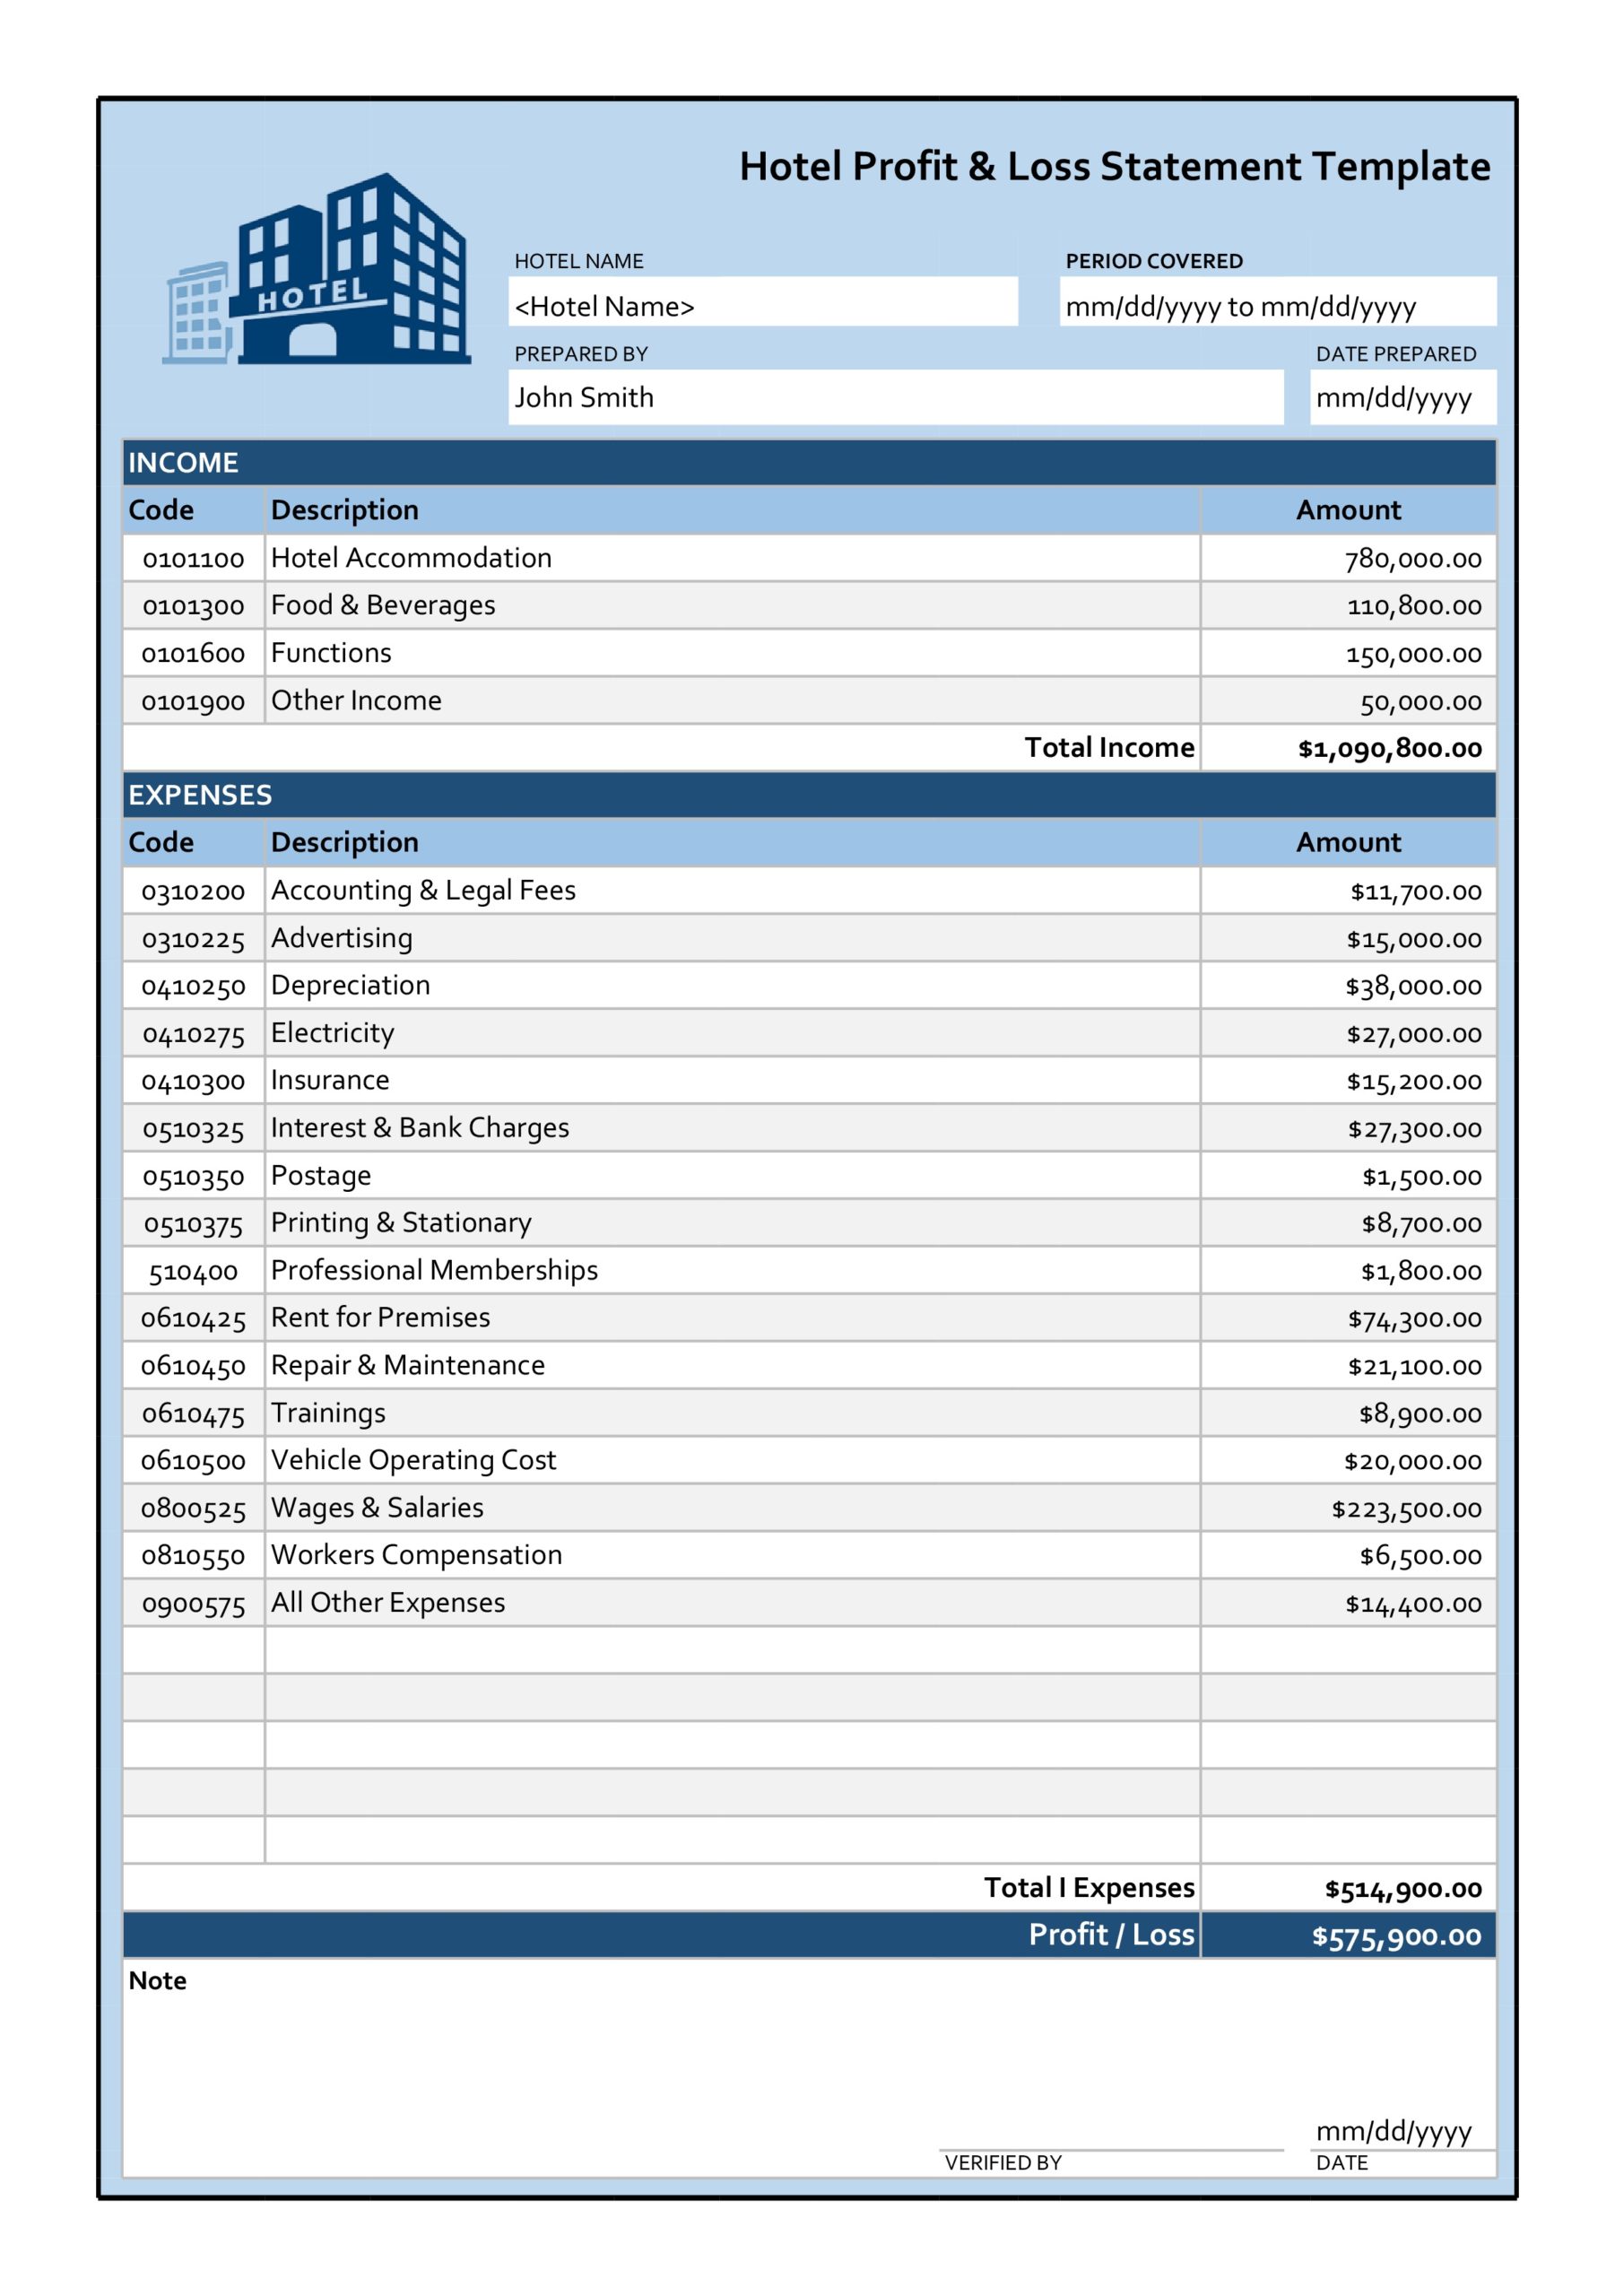 Hotel Profit & Loss Statement Template
HOTEL
HOTEL NAME PERIOD COVERED
<Hotel Name> mm/dd/yyyy to mm/dd/yyyy
PREPARED BY DATE PREPARED
John Smith mm/dd/yyyy
INCOME
Code Description Amount
0101100 Hotel Accommodation 780,000.00
0101300 Food & Beverages 110,800.00
0101600 Functions 150,000.00
0101900 Other Income 50,000.00
Total Income $1,090,800.00
EXPENSES
Code Description Amount
0310200 Accounting & Legal Fees $11,700.00
0310225 Advertising $15,000.00
0410250 Depreciation $38,000.00
0410275 Electricity $27,000.00
0410300 Insurance $15,200.00
0510325 Interest & Bank Charges $27,300.00
0510350 Postage $1,500.00
0510375 Printing & Stationary $8,700.00
510400 Professional Memberships $1,800.00
0610425 Rent for Premises $74,300.00
0610450 Repair & Maintenance $21,100.00
0610475 Trainings $8,900.00
0610500 Vehicle Operating Cost $20,000.00
0800525 Wages & Salaries $223,500.00
0810550 Workers Compensation $6,500.00
0900575 All Other Expenses $14,400.00
Total I Expenses $514,900.00
Profit / Loss $575,900.00
Note
mm/dd/yyyy
VERIFIED BY DATE